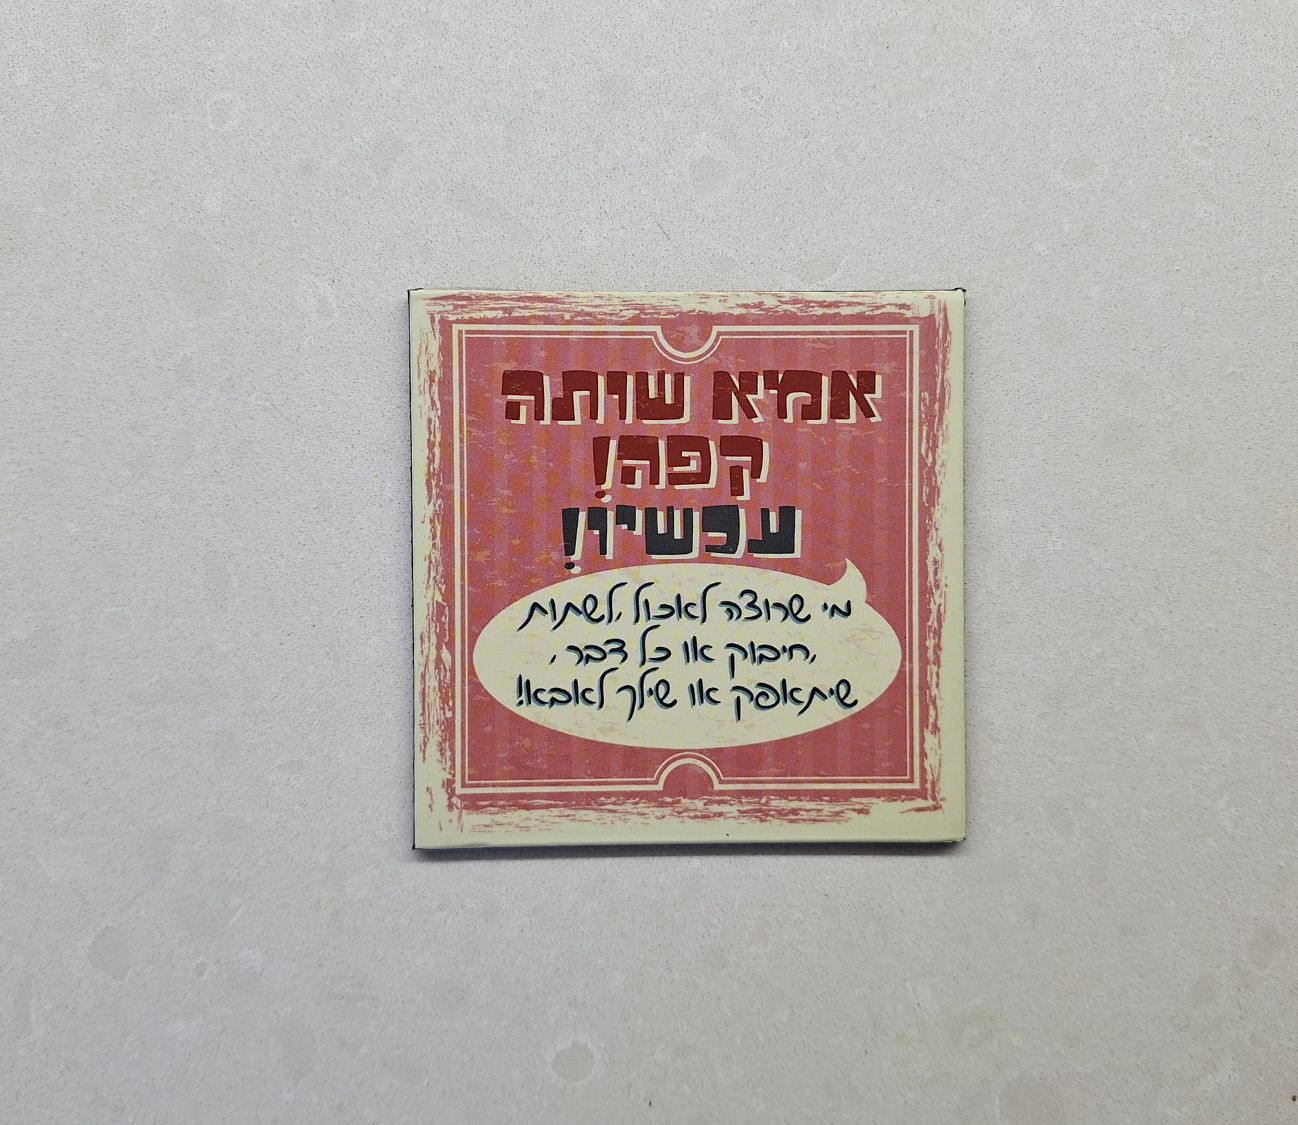 אמא שותה
קפה!
עכשיו!
מי שרוצה לאכול ,לשתות
,חיבוק או כל דבר ,
שיתאפק או שילך לאבא!